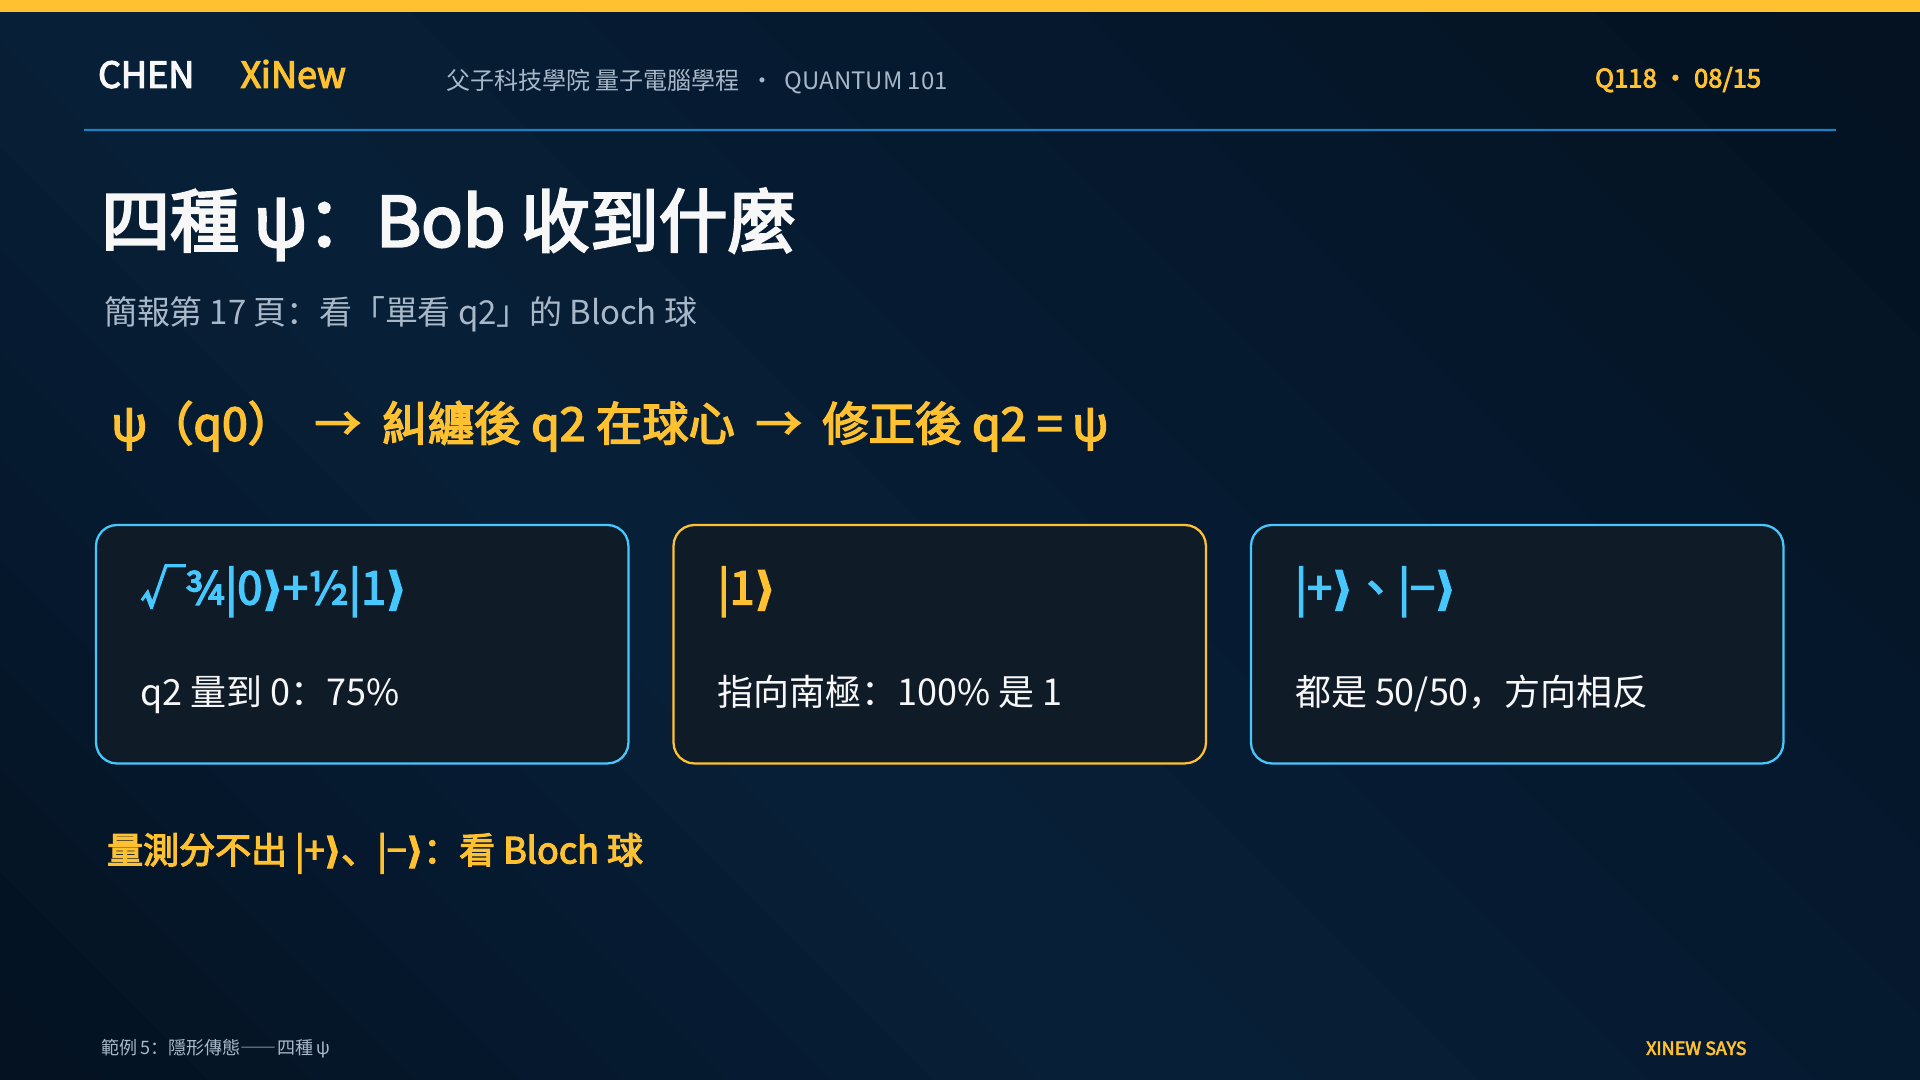 CHEN XiNew 父子科技學院 量子電腦學程 · QUANTUM 101 Q118 · 08/15
四種 ψ：Bob 收到什麼
簡報第 17 頁：看「單看 q2」的 Bloch 球
ψ（q0） → 糾纏後 q2 在球心 → 修正後 q2 = ψ
√¾|0⟩+½|1⟩
q2 量到 0：75%
|1⟩
指向南極：100% 是 1
|+⟩、|−⟩
都是 50/50，方向相反
量測分不出 |+⟩、|−⟩：看 Bloch 球
範例 5：隱形傳態——四種 ψ
XINEW SAYS